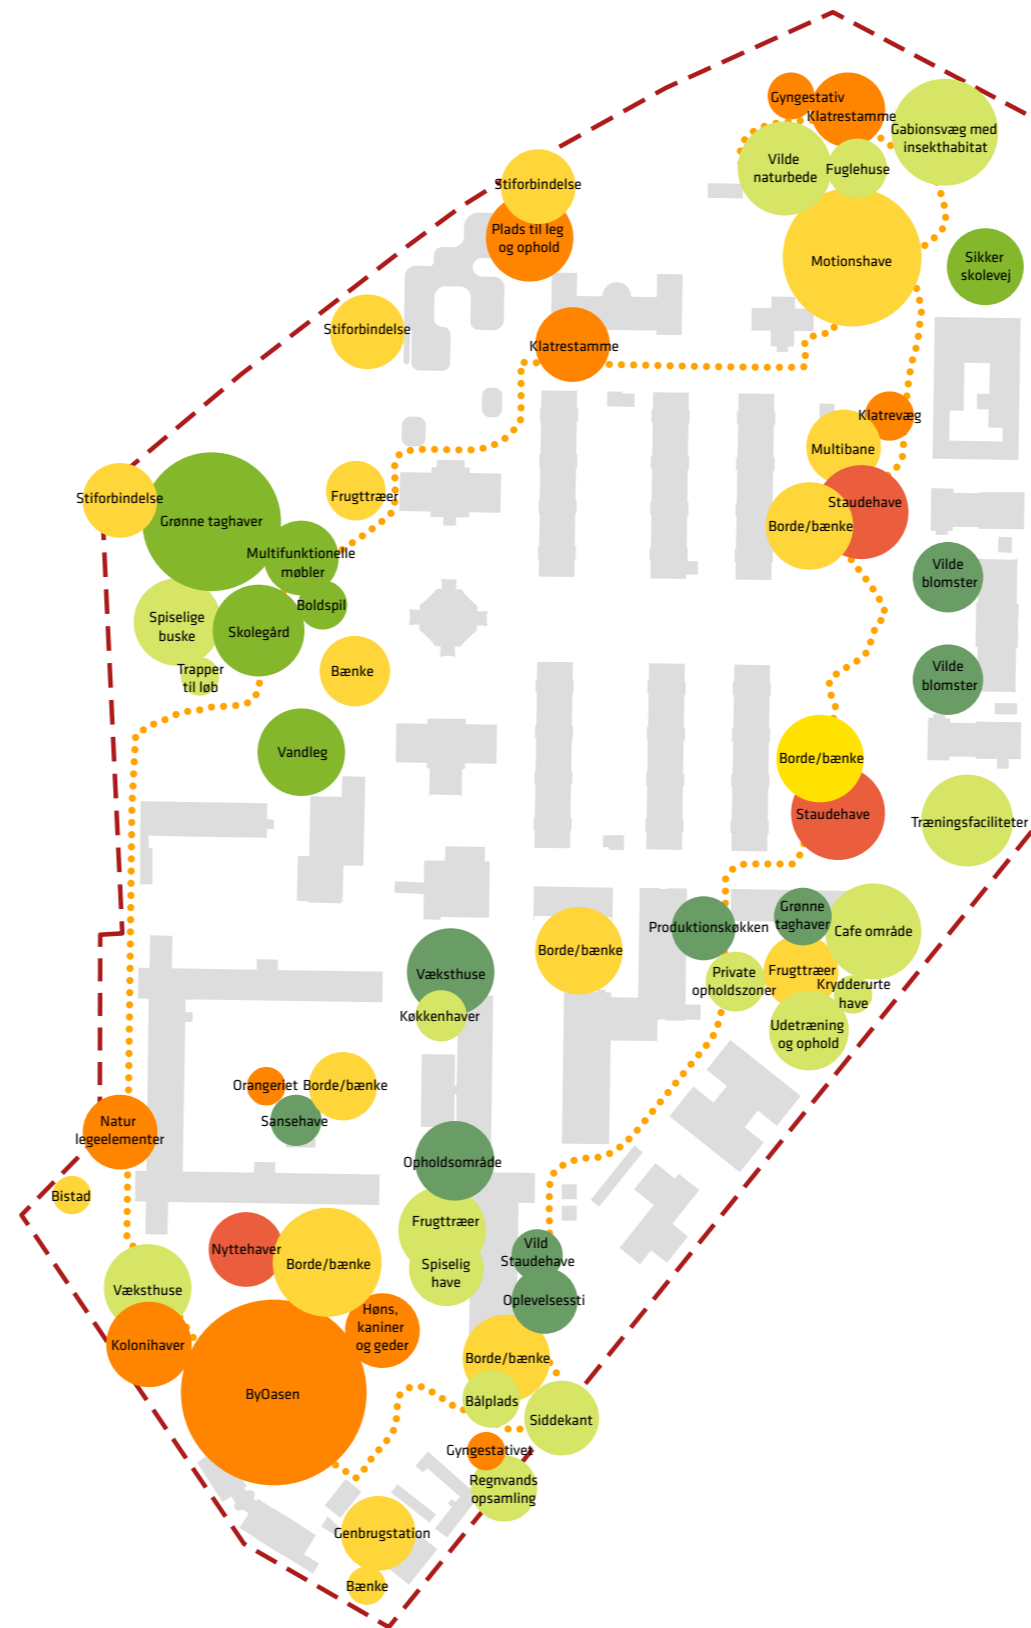 Gyngestativ
Klatrestamme
Gabionsvæg med
insekthabitat
Vilde
naturbede
Fuglehuse
Stiforbindelse
Plads til leg
og ophold
Motionshave
Sikker
skolevej
Stiforbindelse
Klatrestamme
Klatrevæg
Multibane
Stiforbindelse
Frugttræer
Grønne taghaver
Staudehave
Borde/bænke
Multifunktionelle
møbler
Vilde
blomster
Boldspil
Spiselige
buske
Skolegård
Trapper
til løb
Bænke
Vilde
blomster
Vandleg
Borde/bænke
Staudehave
Træningsfaciliteter
Grønne
taghaver
Produktionskøkken
Cafe område
Borde/bænke
Væksthuse
Private
opholdszoner
Frugttræer
Krydderurte
have
Køkkenhaver
Udetræning
og ophold
Orangeriet
Borde/bænke
Sansehave
Natur
legeelementer
Opholdsområde
Bistad
Frugttræer
Nyttehaver
Borde/bænke
Vild
Staudehave
Spiselig
have
Væksthuse
Oplevelsessti
Høns,
kaniner
og geder
Kolonihaver
Borde/bænke
ByOasen
Bålplads
Siddekant
Gyngestativet
Regnvands
opsamling
Genbrugstation
Bænke